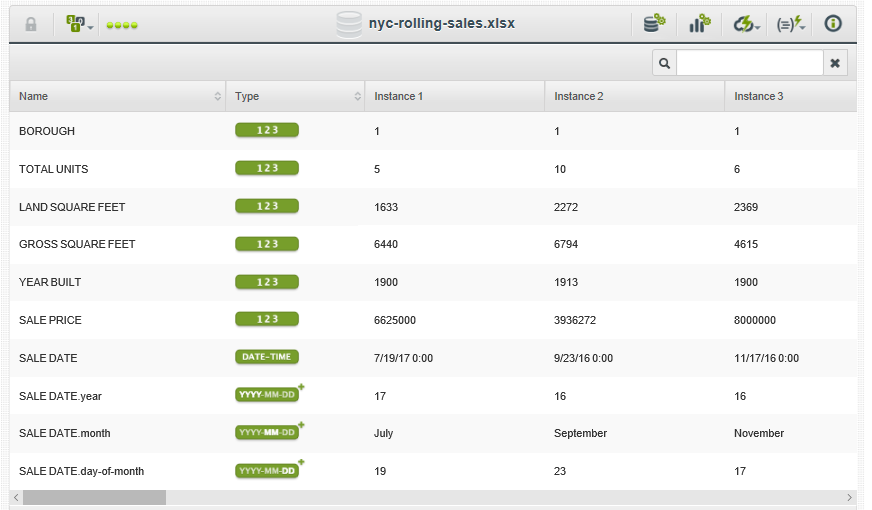 nyc-rolling-sales.xlsx
Name Type Instance 1 Instance 2 Instance 3
BOROUGH 123 1 1 1
TOTAL UNITS 123 5 10 6
LAND SQUARE FEET 123 1633 2272 2369
GROSS SQUARE FEET 123 6440 6794 4615
YEAR BUILT 123 1900 1913 1900
SALE PRICE 123 6625000 3936272 8000000
SALE DATE DATE-TIME 7/19/17 0:00 9/23/16 0:00 11/17/16 0:00
SALE DATE.year YYYY-MM-DD 17 16 16
SALE DATE.month YYYY-MM-DD July September November
SALE DATE.day-of-month YYYY-MM-DD 19 23 17